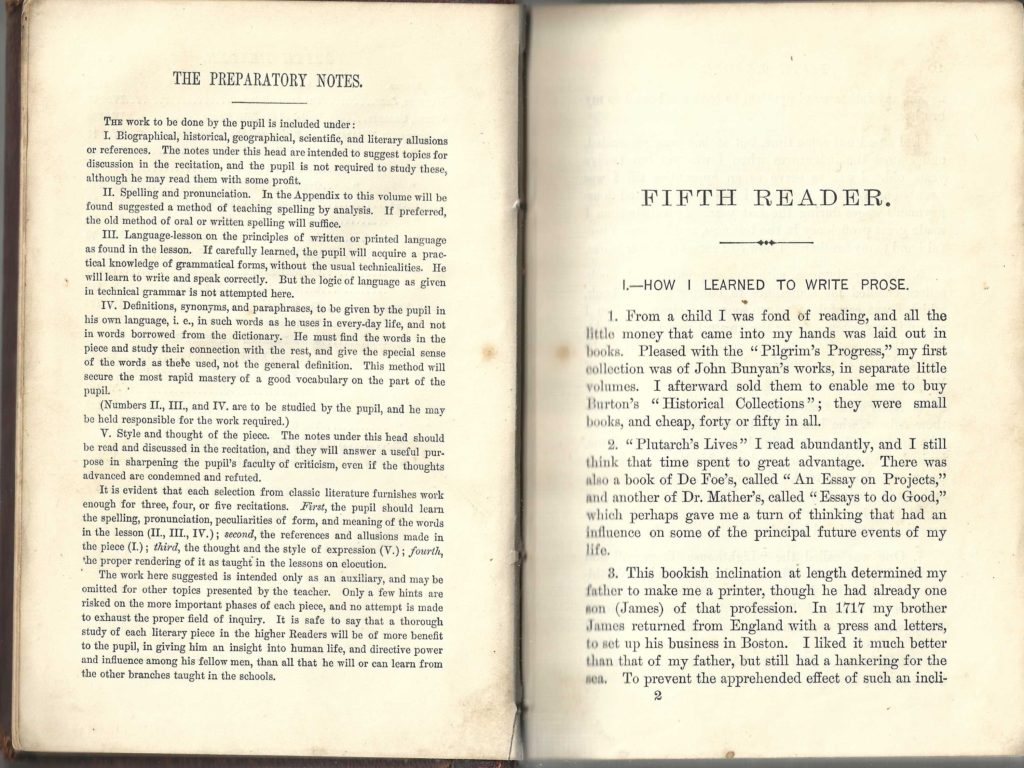 THE PREPARATORY NOTES.
THE work to be done by the pupil is included under:
I. Biographical, historical, geographical, scientific, and literary allusions
or references. The notes under this head are intended to suggest topics for
discussion in the recitation, and the pupil is not required to study these,
although he may read them with some profit.
II. Spelling and pronunciation. In the Appendix to this volume will be
found suggested a method of teaching spelling by analysis. If preferred,
the old method of oral or written spelling will suffice.
III. Language-lesson on the principles of written or printed language
as found in the lesson. If carefully learned, the pupil will acquire a prac-
tical knowledge of grammatical forms, without the usual technicalities. He
will learn to write and speak correctly. But the logic of language as given
in technical grammar is not attempted here.
IV. Definitions, synonyms, and paraphrases, to be given by the pupil in
his own language, i. e., in such words as he uses in every-day life, and not
in words borrowed from the dictionary. He must find the words in the
piece and study their connection with the rest, and give the special sense
of the words as there used, not the general definition. This method will
secure the most rapid mastery of a good vocabulary on the part of the
pupil.
(Numbers II., III., and IV. are to be studied by the pupil, and he may
be held responsible for the work required.)
V. Style and thought of the piece. The notes under this head should
be read and discussed in the recitation, and they will answer a useful pur-
pose in sharpening the pupil's faculty of criticism, even if the thoughts
advanced are condemned and refuted.
It is evident that each selection from classic literature furnishes work
enough for three, four, or five recitations. First, the pupil should learn
the spelling, pronunciation, peculiarities of form, and meaning of the words
in the lesson (II., III., IV.); second, the references and allusions made in
the piece (I.); third, the thought and the style of expression (V.); fourth,
the proper rendering of it as taught in the lessons on elocution.
The work here suggested is intended only as an auxiliary, and may be
omitted for other topics presented by the teacher. Only a few hints are
risked on the more important phases of each piece, and no attempt is made
to exhaust the proper field of inquiry. It is safe to say that a thorough
study of each literary piece in the higher Readers will be of more benefit
to the pupil, in giving him an insight into human life, and directive power
and influence among his fellow men, than all that he will or can learn from
the other branches taught in the schools.
FIFTH READER.
I.—HOW I LEARNED TO WRITE PROSE.
1. From a child I was fond of reading, and all the
little money that came into my hands was laid out in
books. Pleased with the "Pilgrim's Progress," my first
collection was of John Bunyan's works, in separate little
volumes. I afterward sold them to enable me to buy
Burton's "Historical Collections"; they were small
books, and cheap, forty or fifty in all.
2. "Plutarch's Lives" I read abundantly, and I still
think that time spent to great advantage. There was
also a book of De Foe's, called "An Essay on Projects,"
and another of Dr. Mather's, called "Essays to do Good,"
which perhaps gave me a turn of thinking that had an
influence on some of the principal future events of my
life.
3. This bookish inclination at length determined my
father to make me a printer, though he had already one
son (James) of that profession. In 1717 my brother
James returned from England with a press and letters,
to set up his business in Boston. I liked it much better
than that of my father, but still had a hankering for the
sea. To prevent the apprehended effect of such an incli-
2